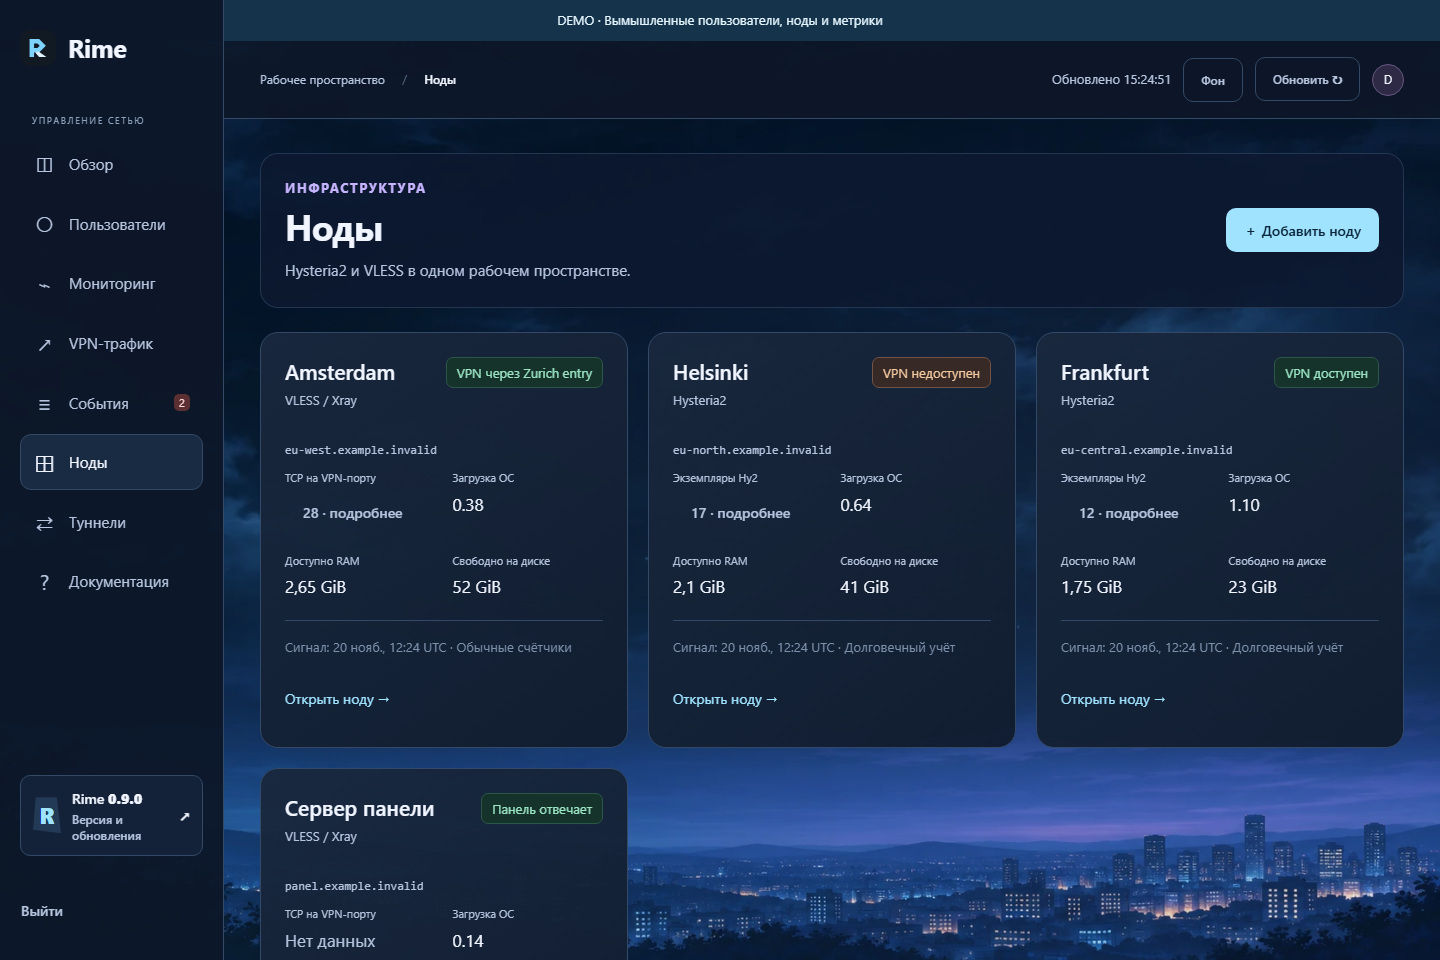 DEMO · Вымышленные пользователи, ноды и метрики
R Rime
УПРАВЛЕНИЕ СЕТЬЮ
Обзор
Пользователи
Мониторинг
VPN-трафик
События 2
Ноды
Туннели
? Документация
R Rime 0.9.0
Версия и
обновления
Выйти
Рабочее пространство / Ноды
Обновлено 15:24:51
Фон
Обновить ↻
D
ИНФРАСТРУКТУРА
Ноды
Hysteria2 и VLESS в одном рабочем пространстве.
+ Добавить ноду
Amsterdam
VPN через Zurich entry
VLESS / Xray
eu-west.example.invalid
TCP на VPN-порту
Загрузка ОС
28 · подробнее
0.38
Доступно RAM
Свободно на диске
2,65 GiB
52 GiB
Сигнал: 20 нояб., 12:24 UTC · Обычные счётчики
Открыть ноду →
Helsinki
VPN недоступен
Hysteria2
eu-north.example.invalid
Экземпляры Hy2
Загрузка ОС
17 · подробнее
0.64
Доступно RAM
Свободно на диске
2,1 GiB
41 GiB
Сигнал: 20 нояб., 12:24 UTC · Долговечный учёт
Открыть ноду →
Frankfurt
VPN доступен
Hysteria2
eu-central.example.invalid
Экземпляры Hy2
Загрузка ОС
12 · подробнее
1.10
Доступно RAM
Свободно на диске
1,75 GiB
23 GiB
Сигнал: 20 нояб., 12:24 UTC · Долговечный учёт
Открыть ноду →
Сервер панели
Панель отвечает
VLESS / Xray
panel.example.invalid
TCP на VPN-порту
Загрузка ОС
Нет данных
0.14